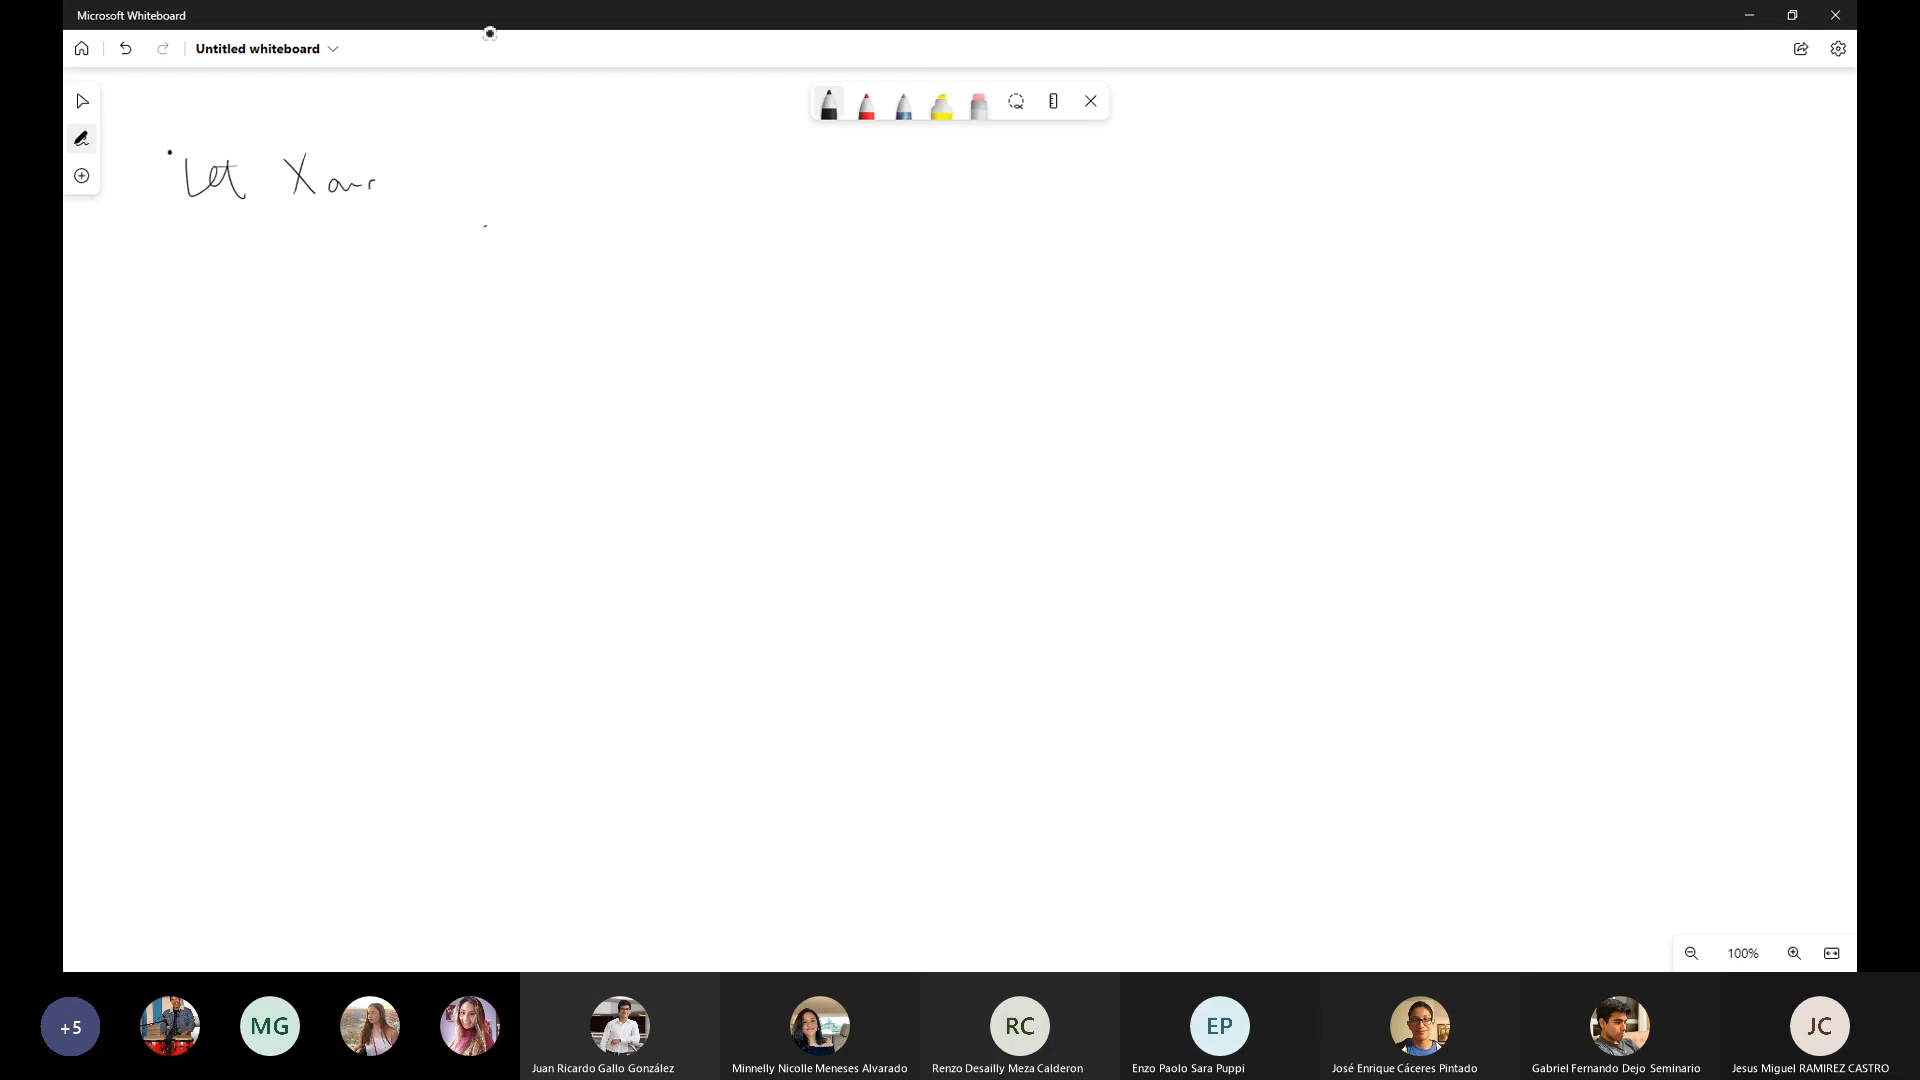 Microsoft Whiteboard
Untitled whiteboard
Let X a r
100%
+5
MG
RC
EP
JC
Juan Ricardo Gallo González
Minnelly Nicolle Meneses Alvarado
Renzo Desailly Meza Calderon
Enzo Paolo Sara Puppi
José Enrique Cáceres Pintado
Gabriel Fernando Dejo Seminario
Jesus Miguel RAMIREZ CASTRO